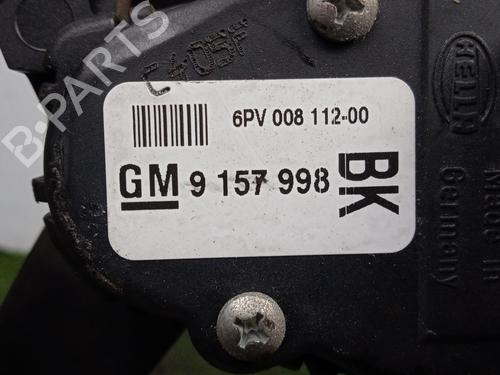 B-PARTS
6PV 008 112-00
GM 9 157 998
BK
HELLA
Made in
Germany